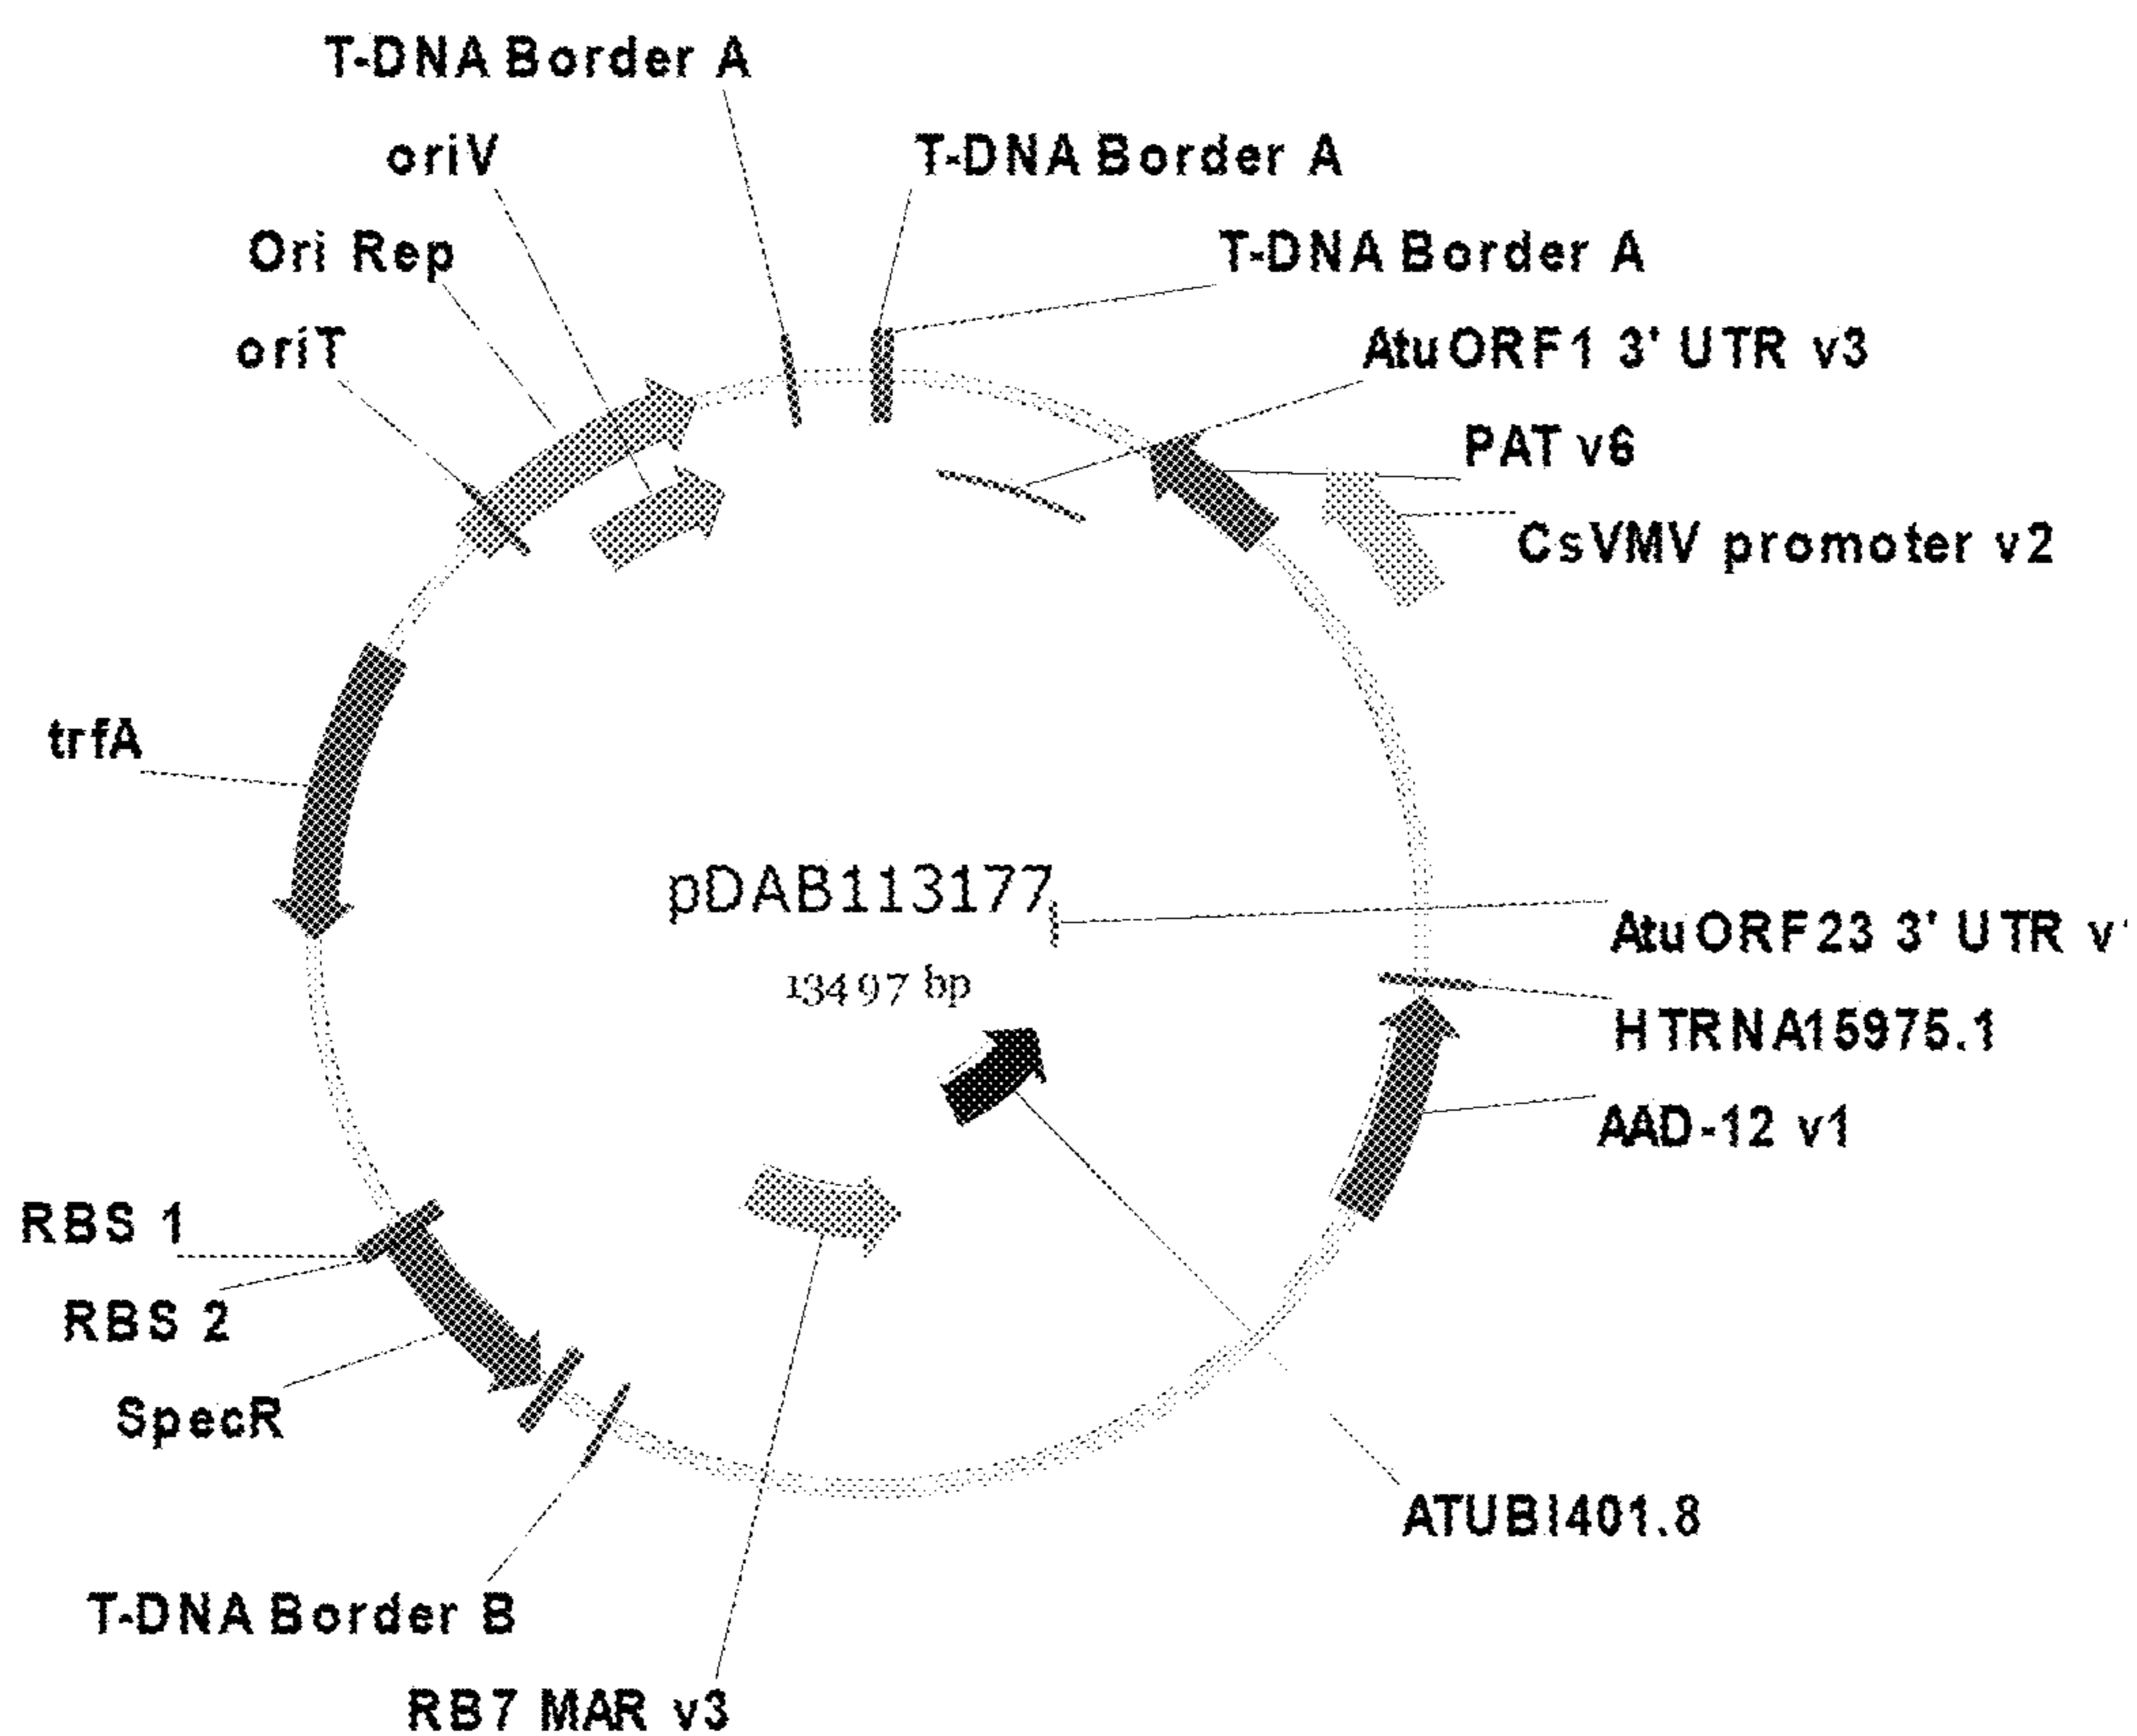 T-DNA Border A
oriV
T-DNA Border A
Ori Rep
T-DNA Border A
oriT
AtuORF1 3' UTR v3
PAT v6
CsVMV promoter v2
trfA
pDAB113177
13497 bp
AtuORF23 3' UTR v
HTRNA15975.1
AAD-12 v1
RBS 1
RBS 2
SpecR
ATUBI401.8
T-DNA Border B
RB7 MAR v3